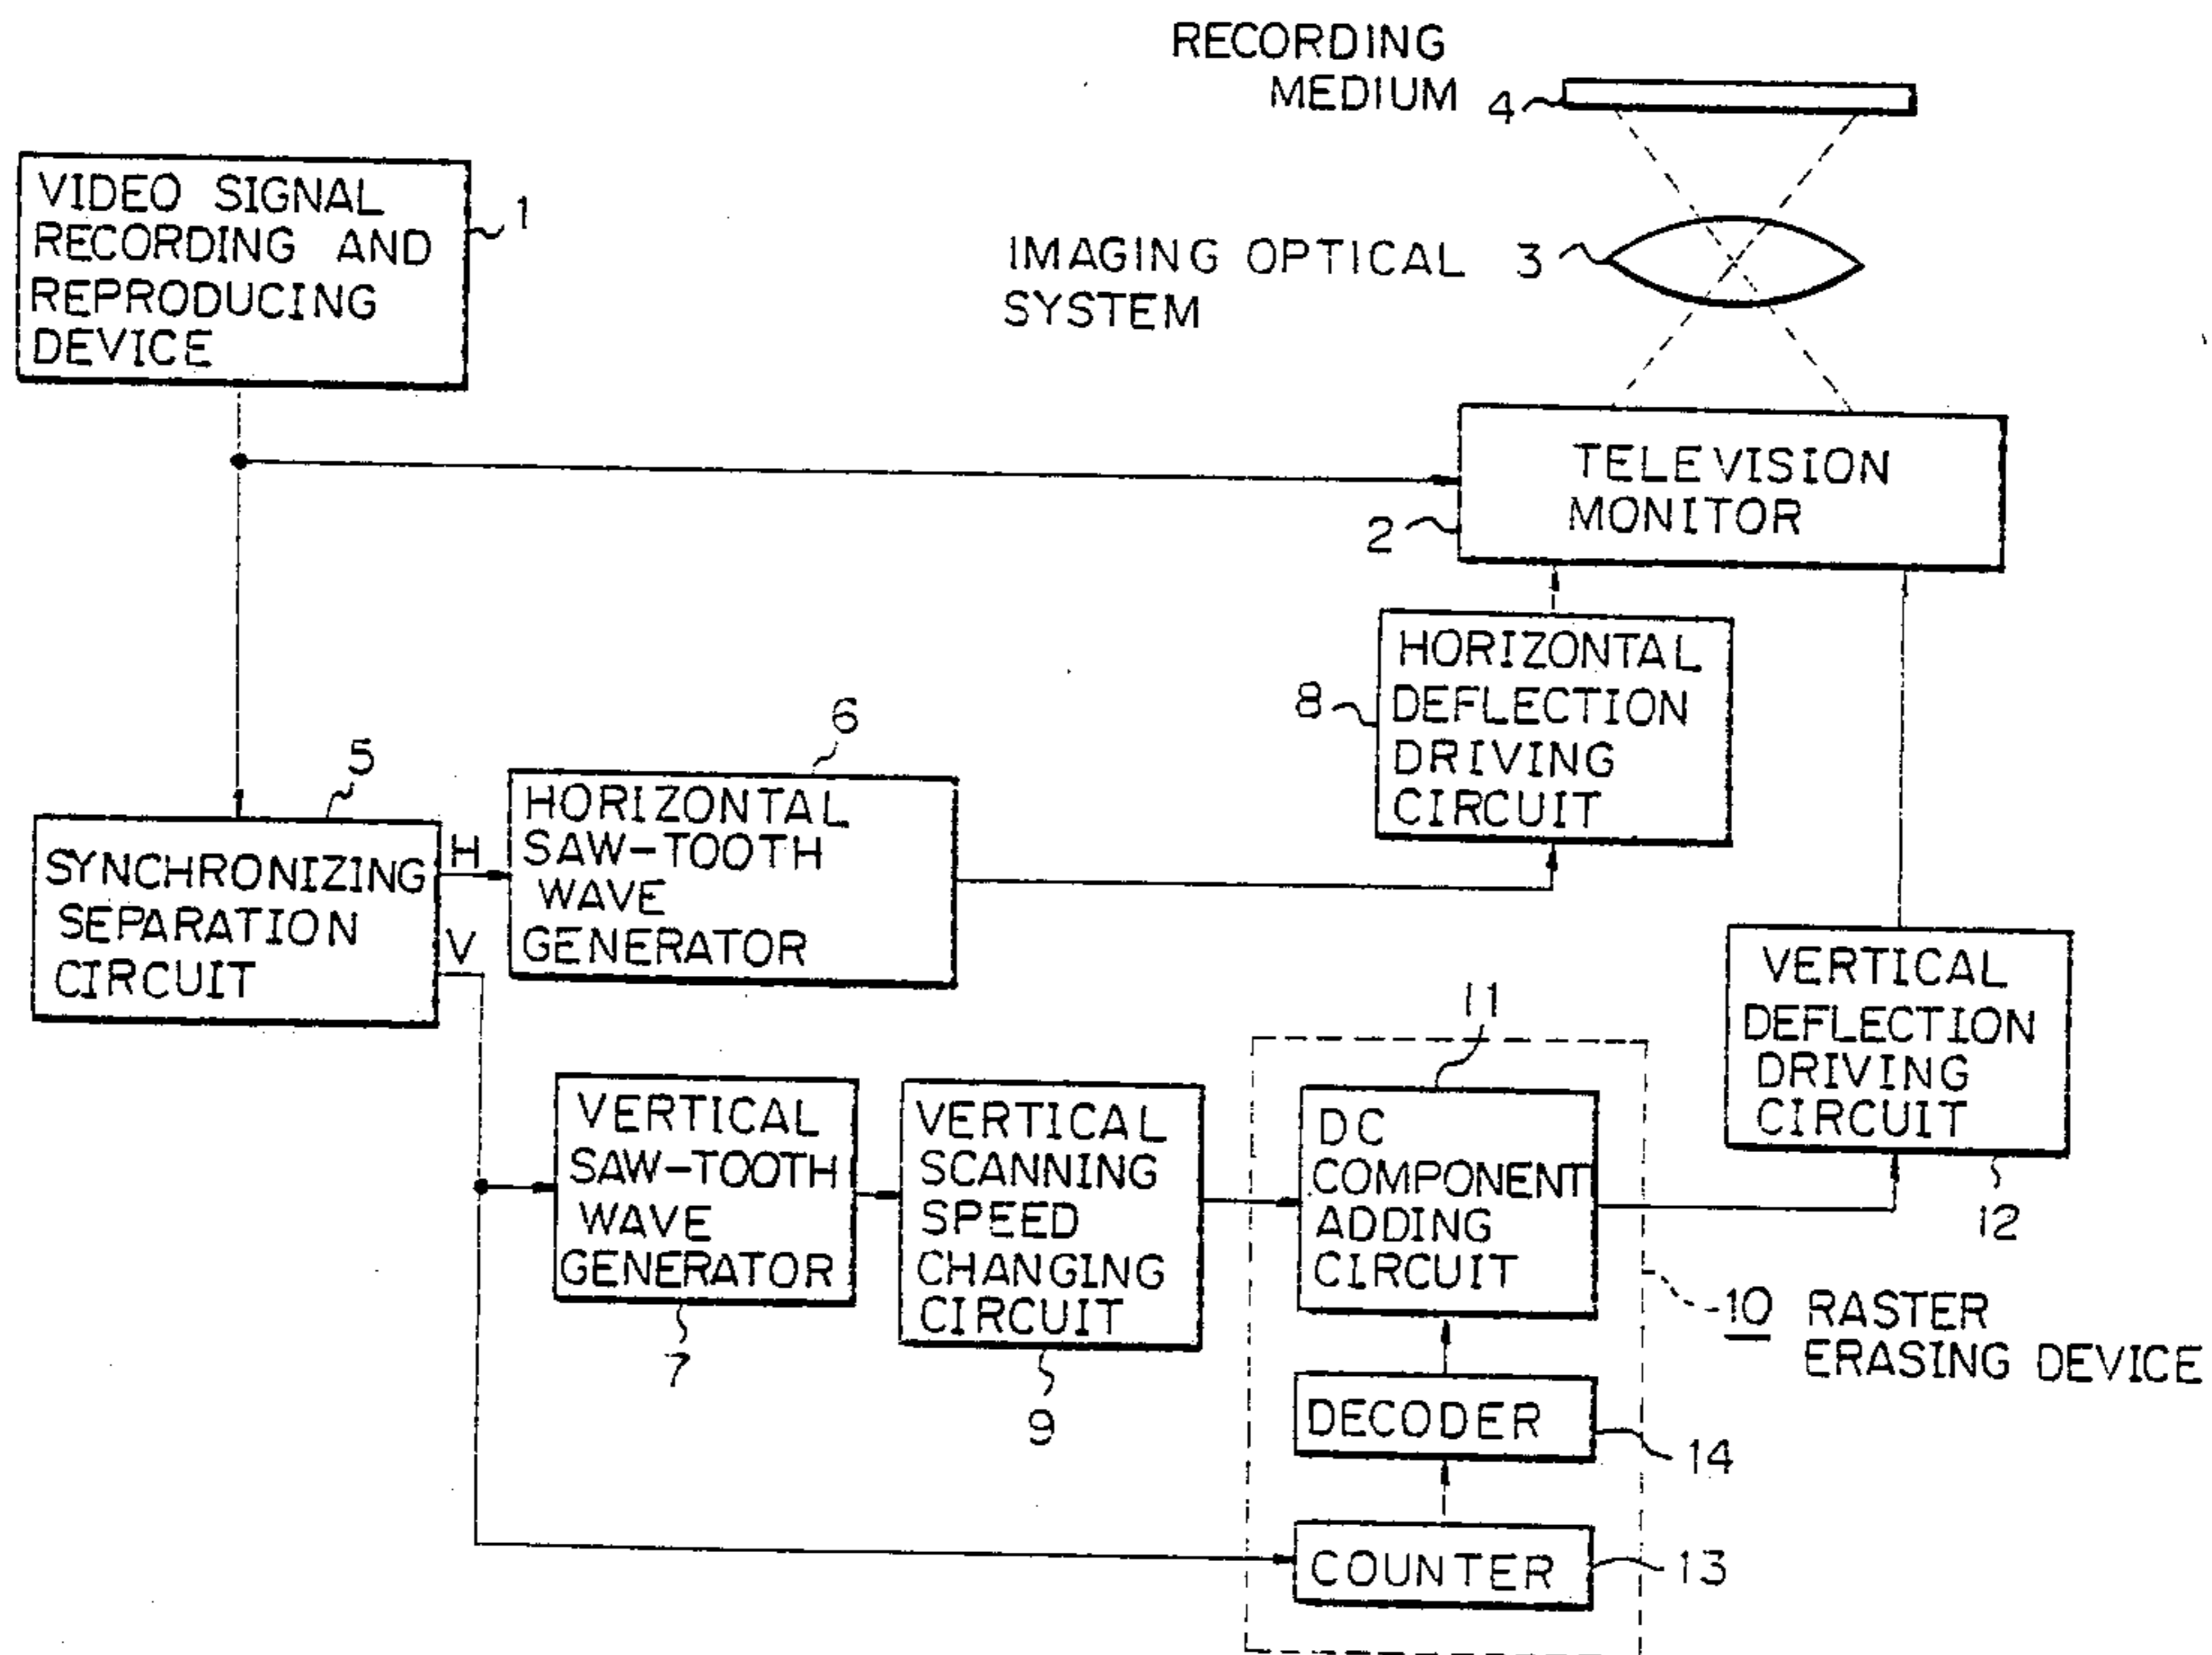 RECORDING
MEDIUM 4
VIDEO SIGNAL
RECORDING AND
REPRODUCING
DEVICE
1
IMAGING OPTICAL
SYSTEM
3
TELEVISION
MONITOR
2
HORIZONTAL
DEFLECTION
DRIVING
CIRCUIT
8
5
6
SYNCHRONIZING
SEPARATION
CIRCUIT
H
V
HORIZONTAL
SAW-TOOTH
WAVE
GENERATOR
VERTICAL
DEFLECTION
DRIVING
CIRCUIT
12
VERTICAL
SAW-TOOTH
WAVE
GENERATOR
7
VERTICAL
SCANNING
SPEED
CHANGING
CIRCUIT
9
11
DC
COMPONENT
ADDING
CIRCUIT
10 RASTER
ERASING DEVICE
DECODER
14
COUNTER
13